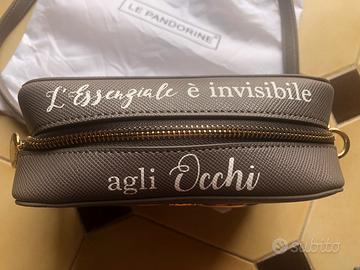 LE PANDORINE®
L'Essenziale è invisibile
agli Occhi
subito